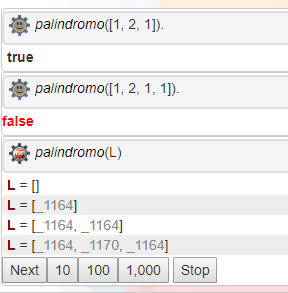 palindromo([1, 2, 1]).
true
palindromo([1, 2, 1, 1]).
false
palindromo(L)
L = []
L = [_1164]
L = [_1164, _1164]
L = [_1164, _1170, _1164]
Next 10 100 1,000 Stop